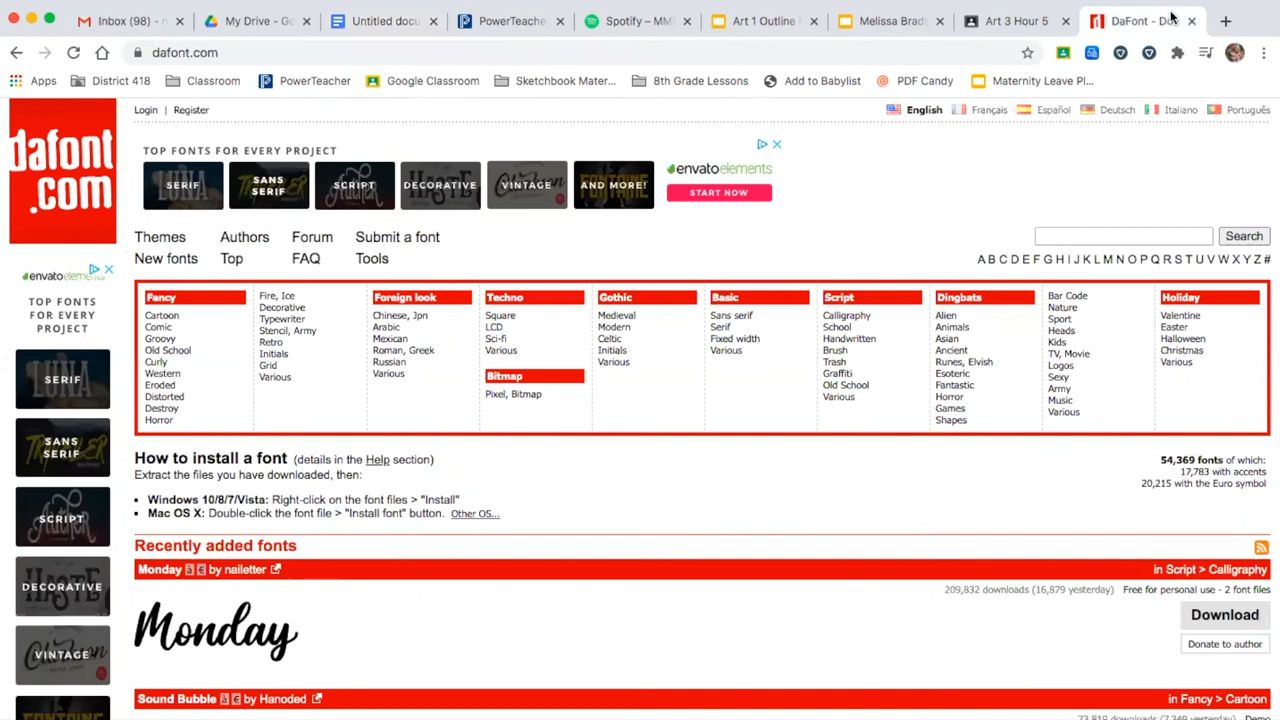 Inbox (98) - n
My Drive - Go
Untitled docu
PowerTeache
Spotify – MM
Art 1 Outline
Melissa Brad
Art 3 Hour 5
DaFont - Do
dafont.com
Apps
District 418
Classroom
PowerTeacher
Google Classroom
Sketchbook Mater...
8th Grade Lessons
Add to Babylist
PDF Candy
Maternity Leave Pl...
dafont
.com
Login | Register
English
Français
Español
Deutsch
Italiano
Português
TOP FONTS FOR EVERY PROJECT
SERIF
SANS SERIF
SCRIPT
DECORATIVE
VINTAGE
AND MORE!
envatoelements
START NOW
Themes Authors Forum Submit a font
New fonts Top FAQ Tools
Search
A B C D E F G H I J K L M N O P Q R S T U V W X Y Z #
Fancy
Cartoon
Comic
Groovy
Old School
Curly
Western
Eroded
Distorted
Destroy
Horror
Fire, Ice
Decorative
Typewriter
Stencil, Army
Retro
Initials
Grid
Various
Foreign look
Chinese, Jpn
Arabic
Mexican
Roman, Greek
Russian
Various
Techno
Square
LCD
Sci-fi
Various
Bitmap
Pixel, Bitmap
Gothic
Medieval
Modern
Celtic
Initials
Various
Basic
Sans serif
Serif
Fixed width
Various
Script
Calligraphy
School
Handwritten
Brush
Trash
Graffiti
Old School
Various
Dingbats
Alien
Animals
Asian
Ancient
Runes, Elvish
Esoteric
Fantastic
Horror
Games
Shapes
Bar Code
Nature
Sport
Heads
Kids
TV, Movie
Logos
Sexy
Army
Music
Various
Holiday
Valentine
Easter
Halloween
Christmas
Various
envatoeleme
TOP FONTS
FOR EVERY
PROJECT:
SERIF
SANS
SERIF
SCRIPT
DECORATIVE
VINTAGE
How to install a font (details in the Help section)
Extract the files you have downloaded, then:
Windows 10/8/7/Vista: Right-click on the font files > "Install"
Mac OS X: Double-click the font file > "Install font" button. Other OS...
54,369 fonts of which:
17,783 with accents
20,215 with the Euro symbol
Recently added fonts
Monday à € by nailetter
in Script > Calligraphy
209,832 downloads (16,879 yesterday) Free for personal use - 2 font files
Download
Donate to author
Monday
Sound Bubble à € by Hanoded
in Fancy > Cartoon
73,819 downloads (7,349 yesterday) Demo